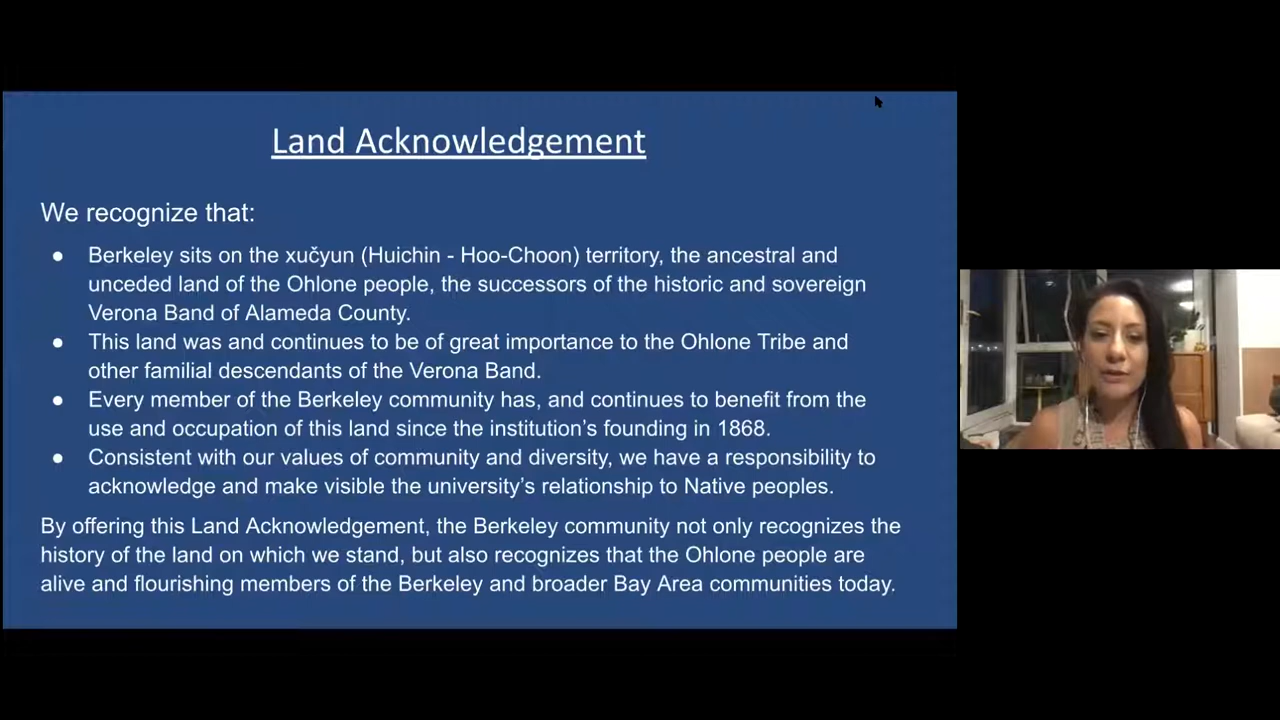 Land Acknowledgement
We recognize that:
● Berkeley sits on the xučyun (Huichin - Hoo-Choon) territory, the ancestral and
unceded land of the Ohlone people, the successors of the historic and sovereign
Verona Band of Alameda County.
● This land was and continues to be of great importance to the Ohlone Tribe and
other familial descendants of the Verona Band.
● Every member of the Berkeley community has, and continues to benefit from the
use and occupation of this land since the institution’s founding in 1868.
● Consistent with our values of community and diversity, we have a responsibility to
acknowledge and make visible the university’s relationship to Native peoples.
By offering this Land Acknowledgement, the Berkeley community not only recognizes the
history of the land on which we stand, but also recognizes that the Ohlone people are
alive and flourishing members of the Berkeley and broader Bay Area communities today.